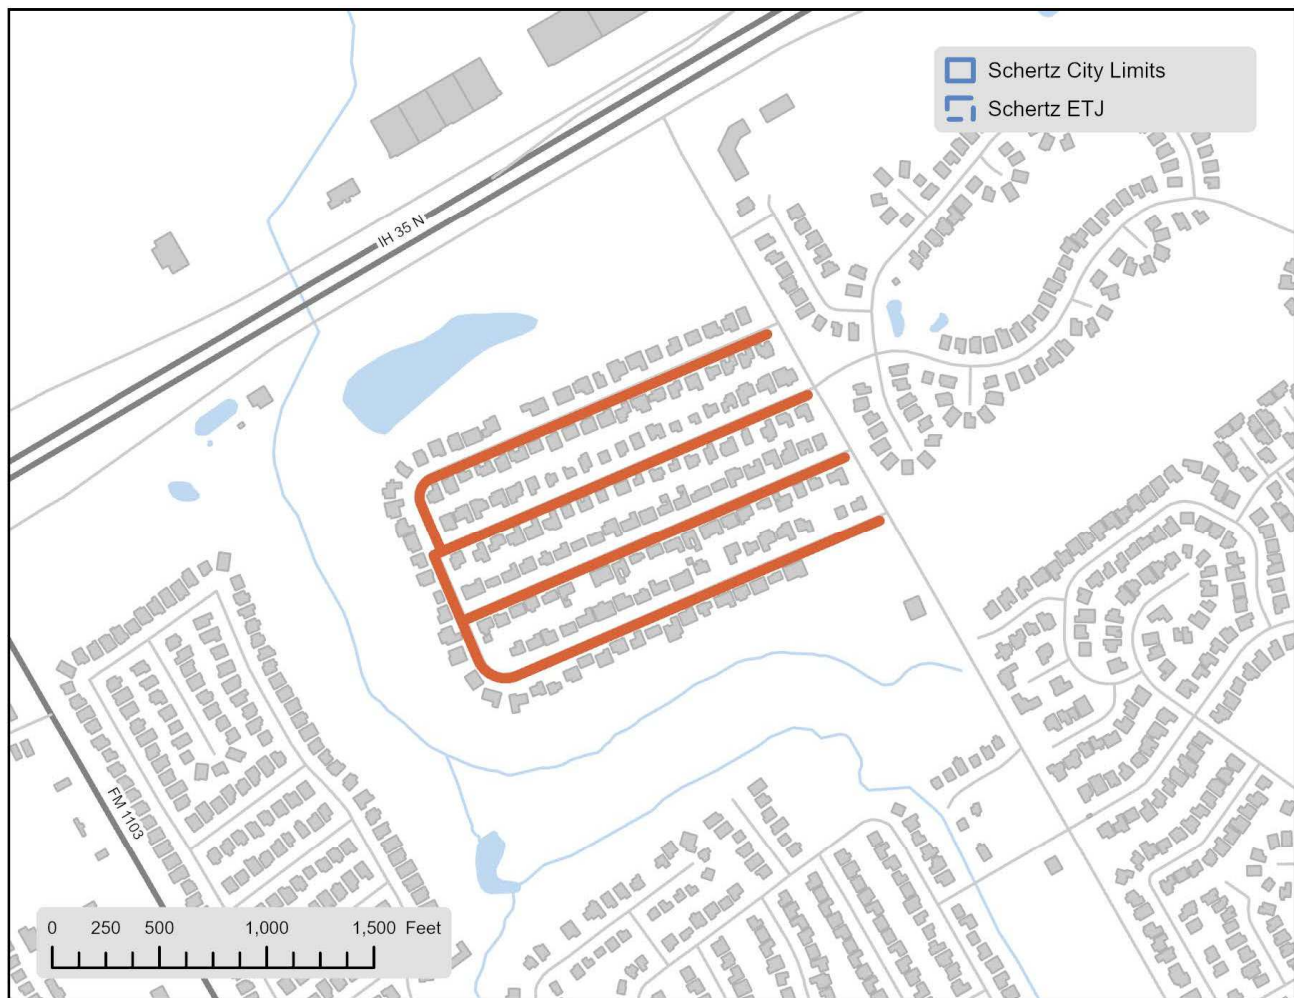 Schertz City Limits
Schertz ETJ
IH 35 N
FM 1103
0 250 500 1,000 1,500 Feet